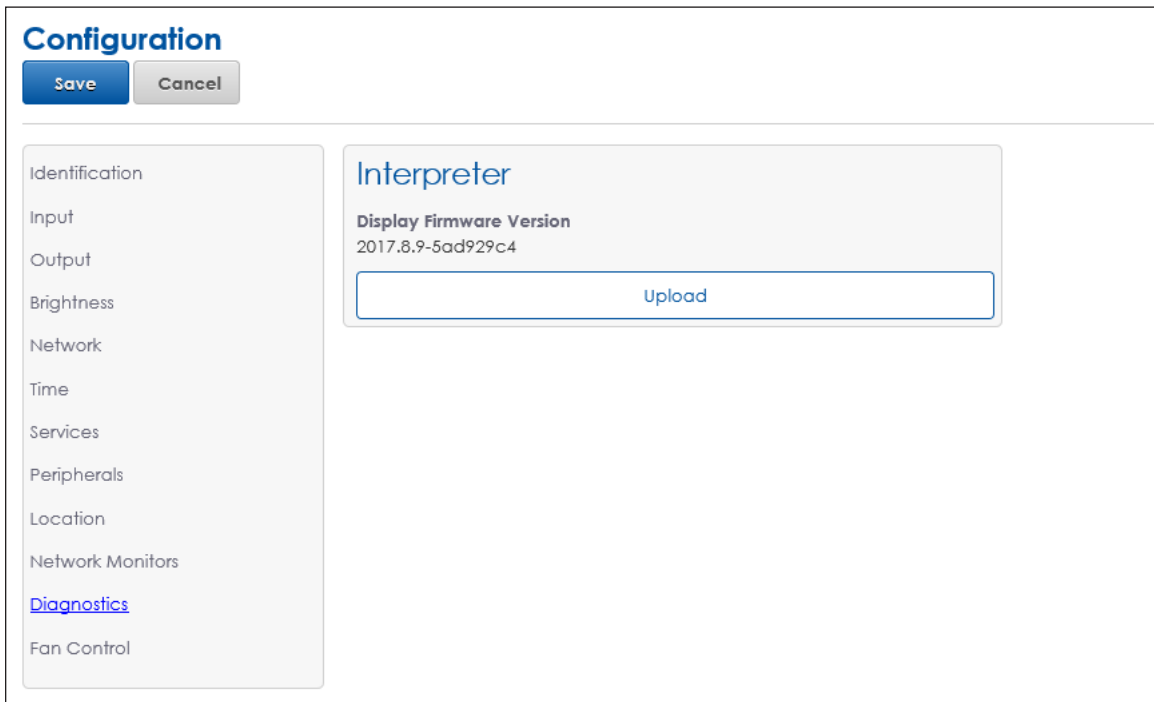 Configuration
Save
Cancel
Identification
Input
Output
Brightness
Network
Time
Services
Peripherals
Location
Network Monitors
Diagnostics
Fan Control
Interpreter
Display Firmware Version
2017.8.9-5ad929c4
Upload